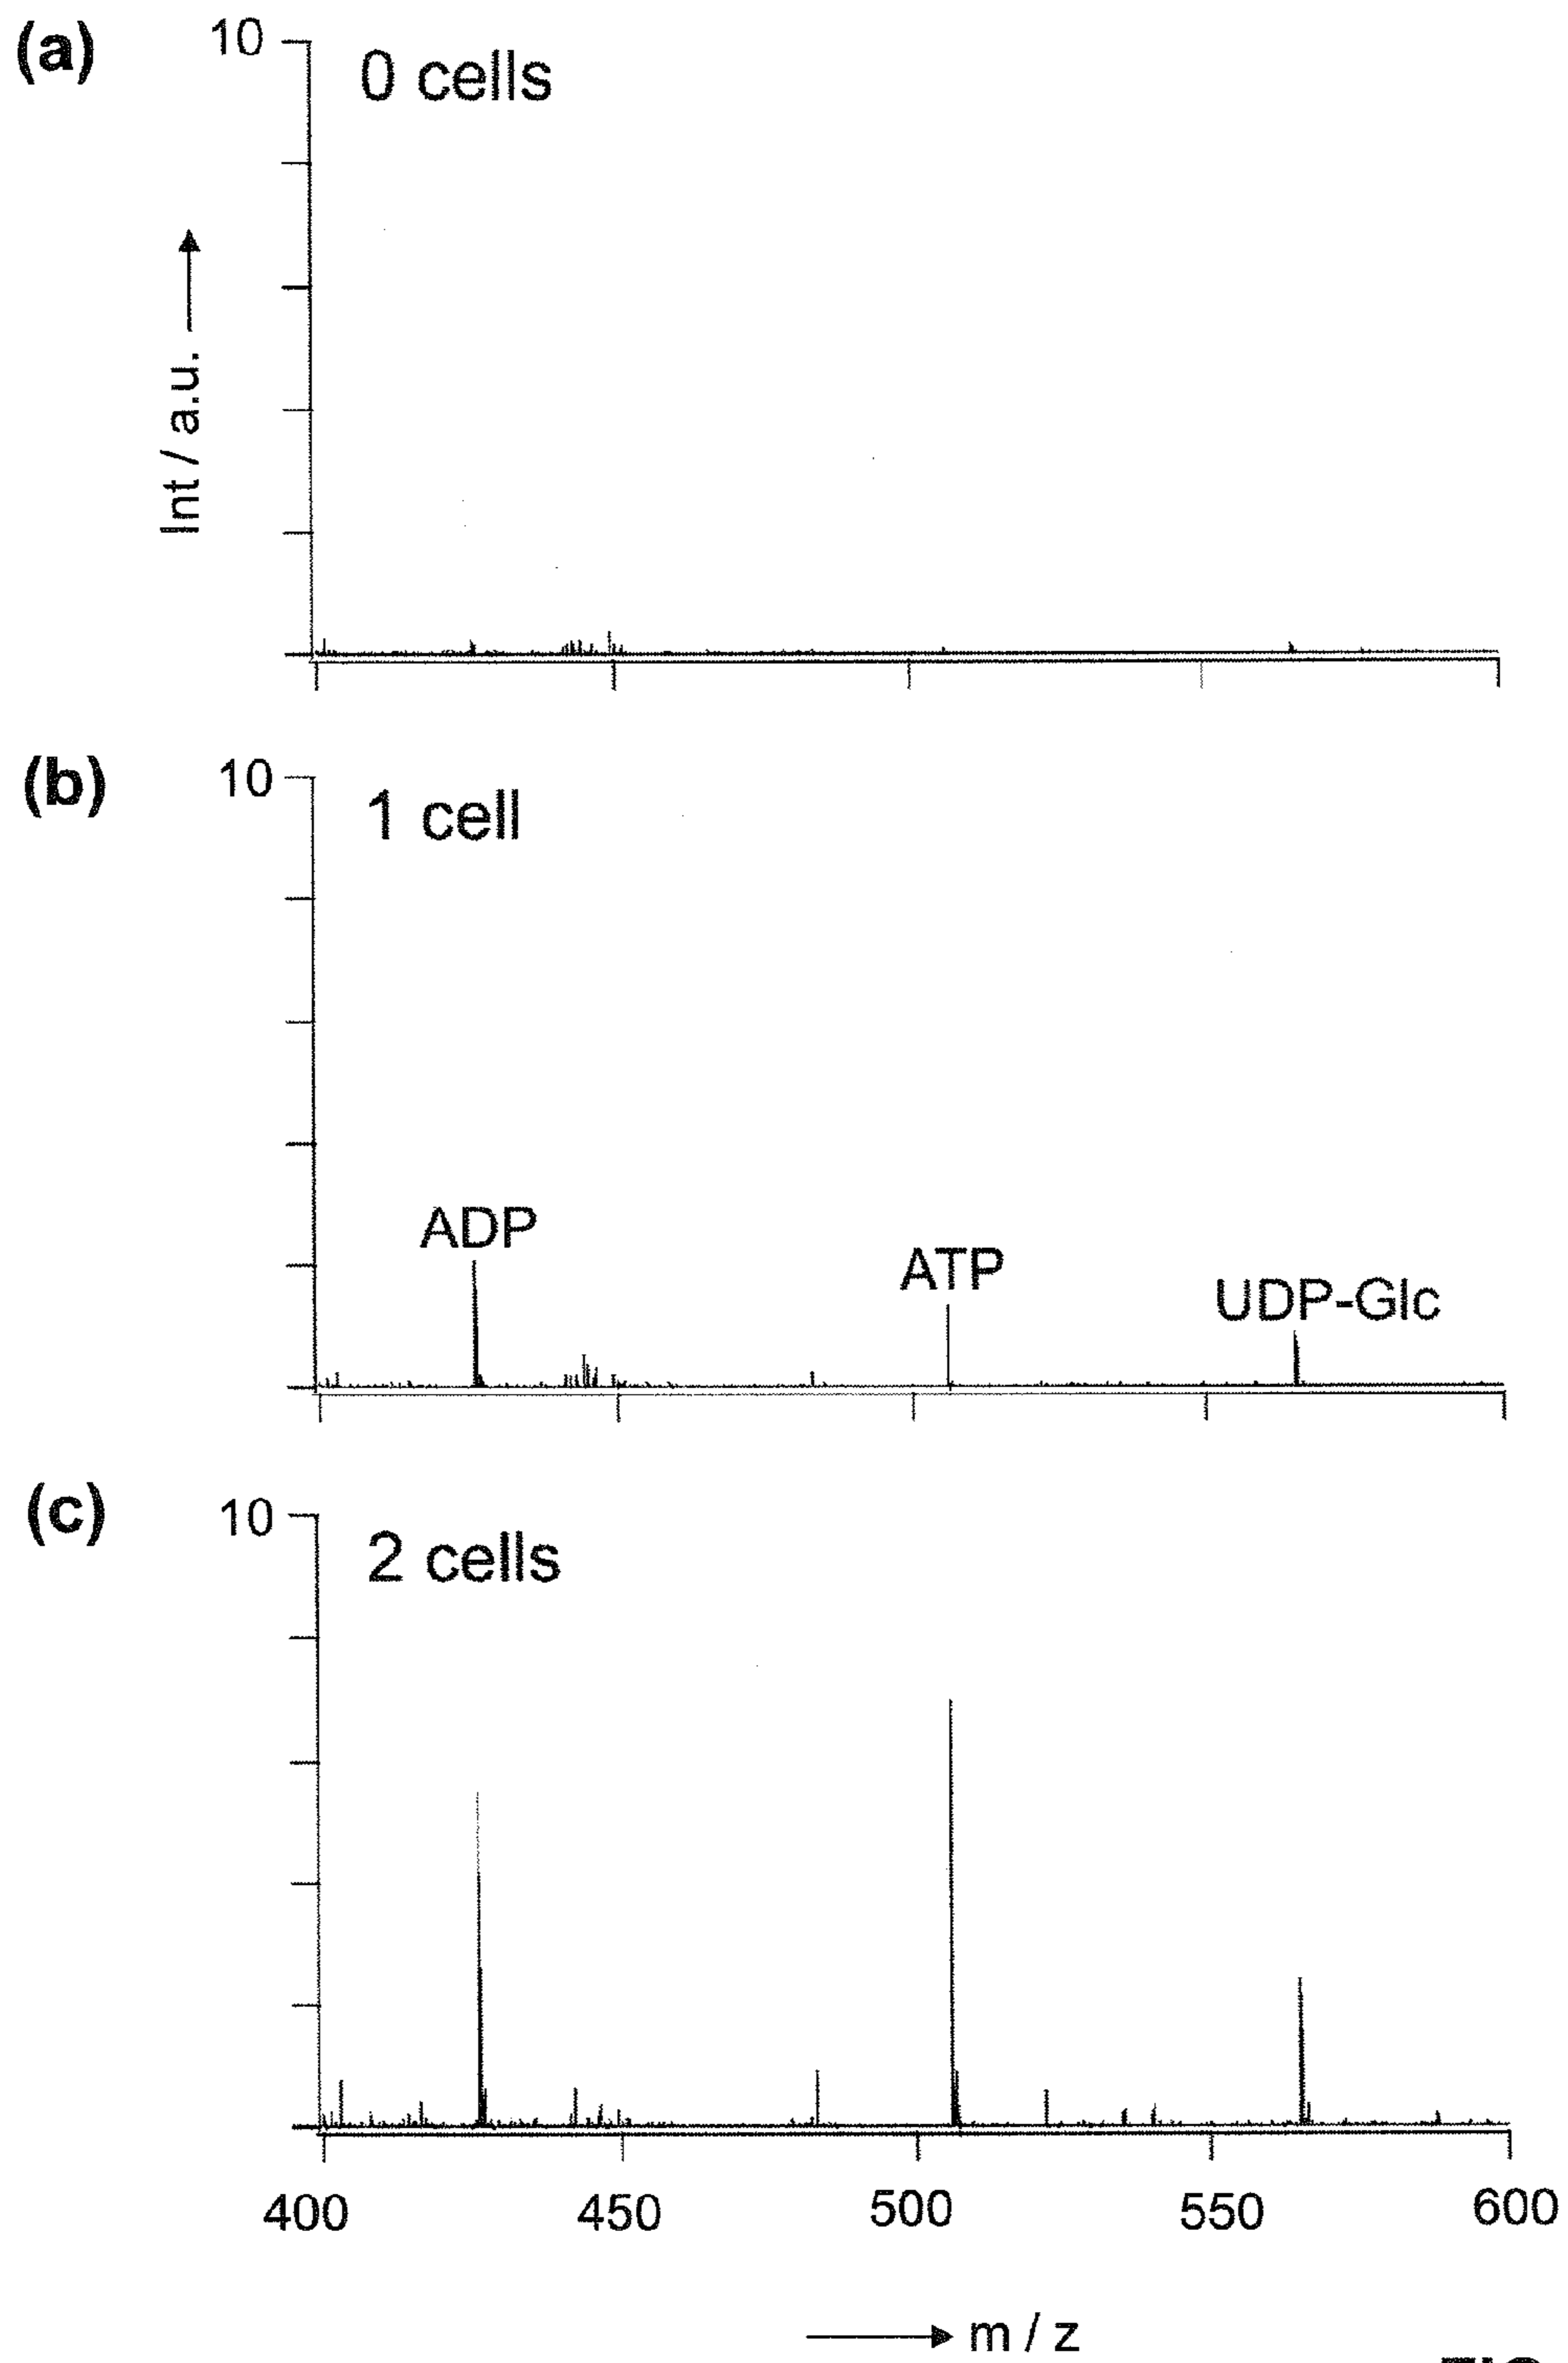 (a)
10
0 cells
Int / a.u.
(b)
10
1 cell
ADP
ATP
UDP-Glc
(c)
10
2 cells
400 450 500 550 600
m / z